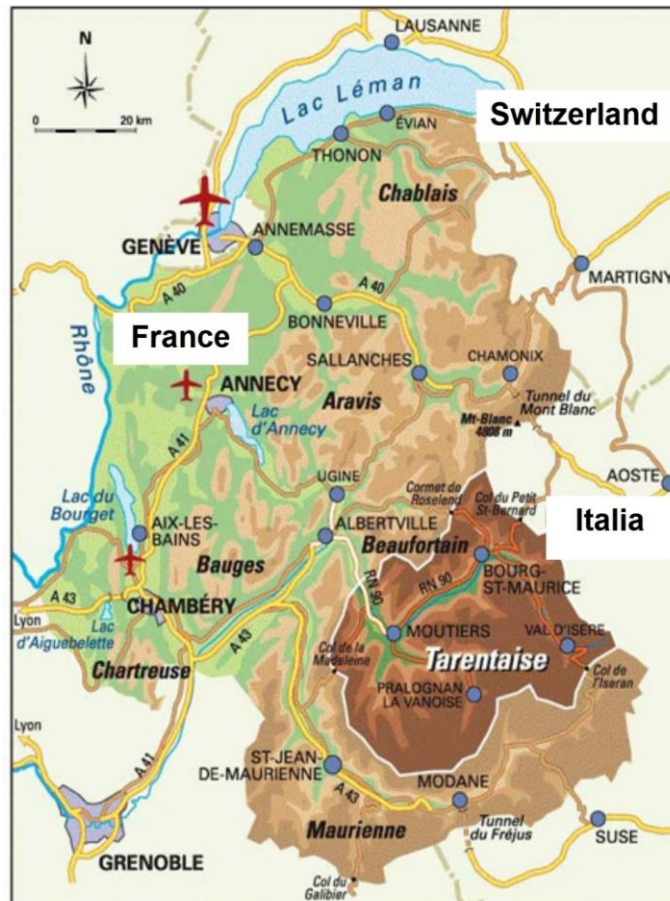 LAUSANNE
N
Lac Léman
Switzerland
0
20 km
ÉVIAN
THONON
Chablais
GENÈVE
ANNEMASSE
MARTIGNY
A 40
A 40
BONNEVILLE
Rhône
France
SALLANCHES
CHAMONIX
ANNECY
Aravis
Tunnel du
Mont Blanc
Mt-Blanc
4808 m
Lac
d'Annecy
A 41
AOSTE
UGINE
Cormet de
Roselend
Col du Petit
St-Bernard
Italia
Lac du
Bourget
AIX-LES-
BAINS
ALBERTVILLE
Beaufortain
Bauges
BOURG-
ST-MAURICE
RN 90
RN 90
A 43
Lyon
CHAMBÉRY
Lac
d'Aiguebelette
A 43
MOUTIERS
VAL D'ISERE
Col de la
Madeleine
Tarentaise
Col de
l'Iseran
Chartreuse
PRALOGNAN
LA VANOISE
Lyon
A 41
ST-JEAN-
DE-MAURIENNE
MODANE
A 43
Maurienne
Tunnel
du Fréjus
SUSE
GRENOBLE
Col du
Galibier